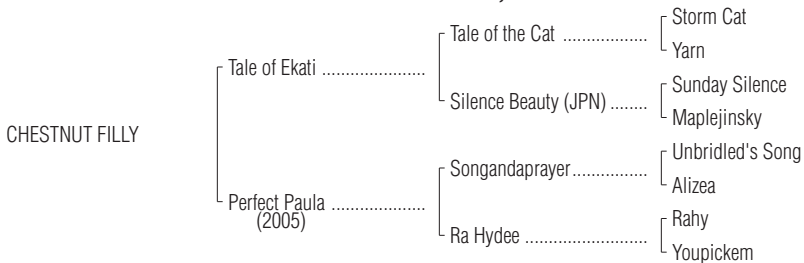 Storm Cat
Tale of the Cat ..................
Yarn
Tale of Ekati ......................
Sunday Silence
Silence Beauty (JPN) ........
Maplejinsky
CHESTNUT FILLY
Unbridled's Song
Songandaprayer................
Alizea
Perfect Paula ....................
(2005)
Rahy
Ra Hydee ..........................
Youpickem